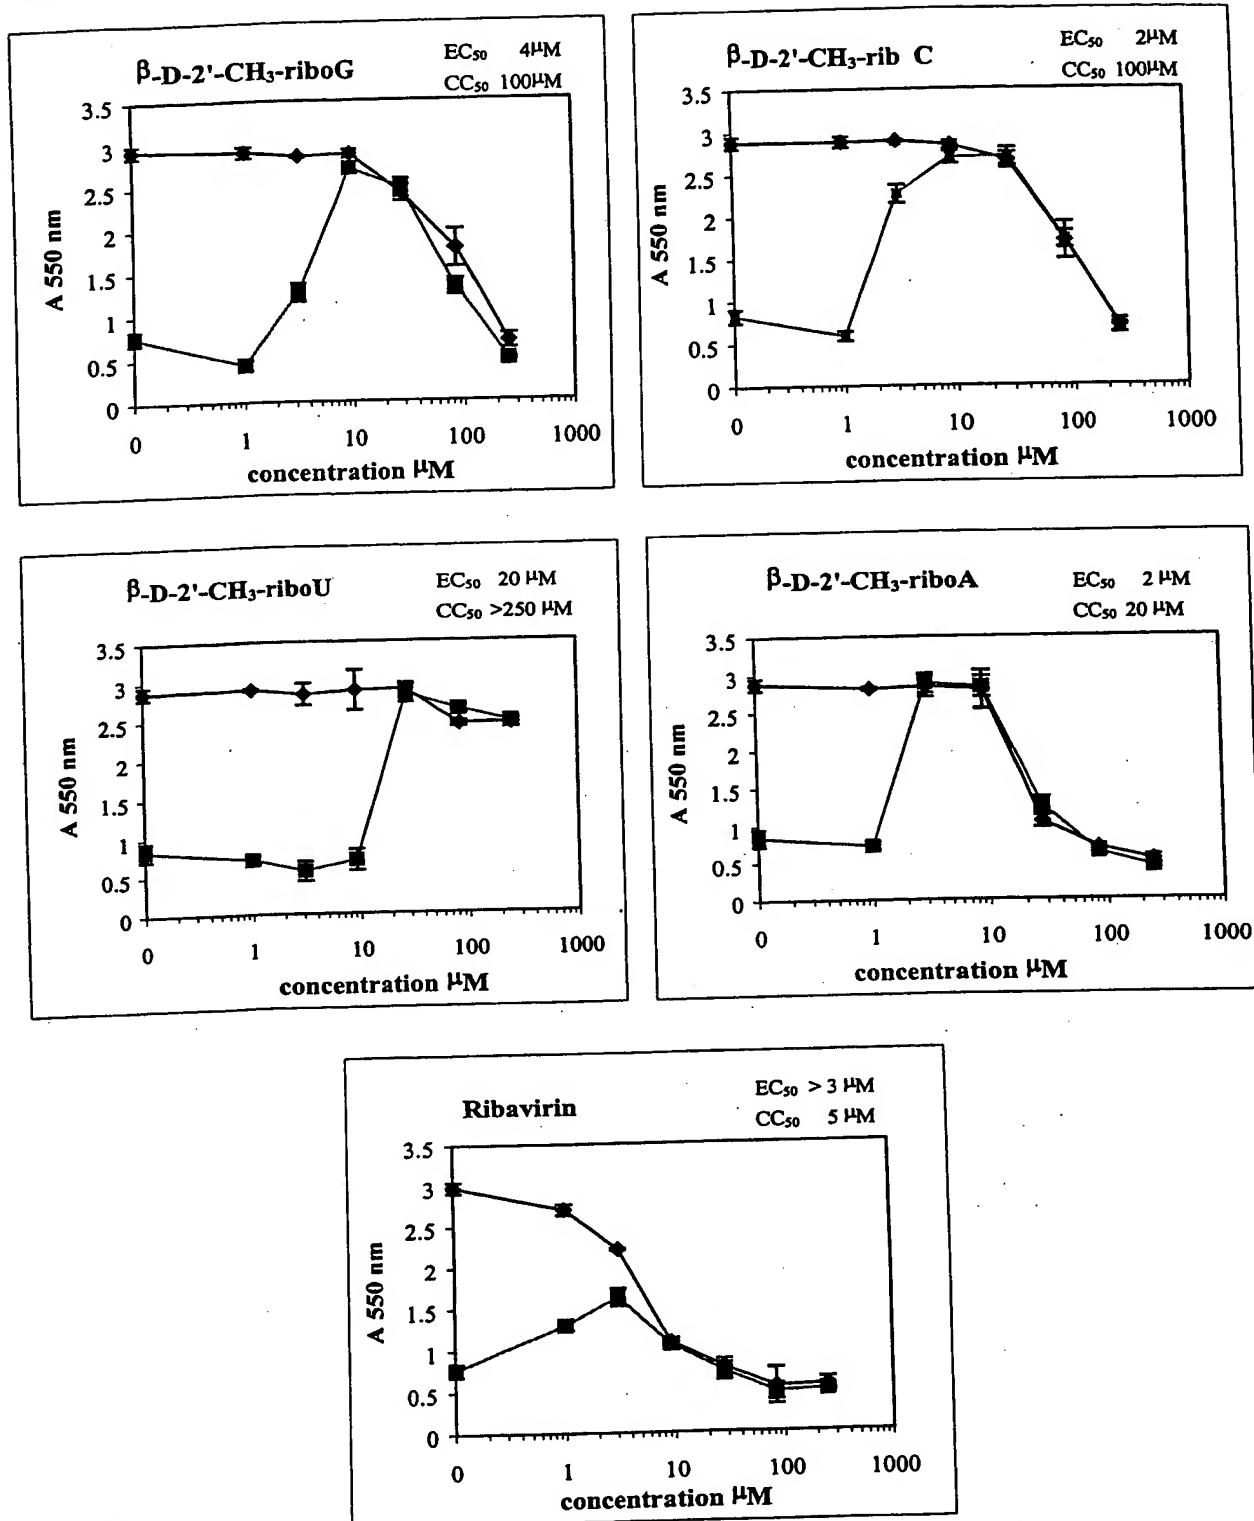 β-D-2'-CH₃-riboG
EC₅₀ 4μM
CC₅₀ 100μM
A 550 nm
3.5
3
2.5
2
1.5
1
0.5
0
0 1 10 100 1000
concentration μM
β-D-2'-CH₃-rib C
EC₅₀ 2μM
CC₅₀ 100μM
A 550 nm
3.5
3
2.5
2
1.5
1
0.5
0
0 1 10 100 1000
concentration μM
β-D-2'-CH₃-riboU
EC₅₀ 20 μM
CC₅₀ >250 μM
A 550 nm
3.5
3
2.5
2
1.5
1
0.5
0
0 1 10 100 1000
concentration μM
β-D-2'-CH₃-riboA
EC₅₀ 2 μM
CC₅₀ 20 μM
A 550 nm
3.5
3
2.5
2
1.5
1
0.5
0
0 1 10 100 1000
concentration μM
Ribavirin
EC₅₀ > 3 μM
CC₅₀ 5 μM
A 550 nm
3.5
3
2.5
2
1.5
1
0.5
0
0 1 10 100 1000
concentration μM